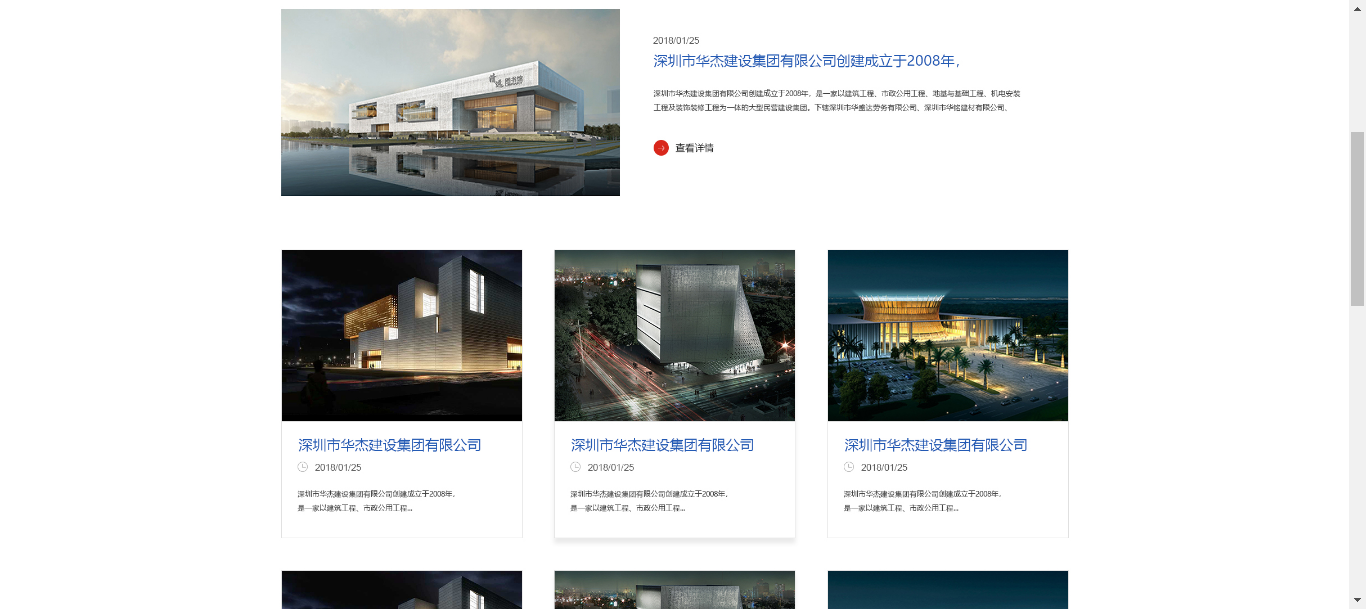 2018/01/25
深圳市华杰建设集团有限公司创建成立于2008年，
深圳市华杰建设集团有限公司创建成立于2008年，是一家以建筑工程、市政公用工程、地基与基础工程、机电安装
工程及装饰装修工程为一体的大型民营建设集团。下辖深圳市华盛达劳务有限公司、深圳市华铭建材有限公司、
查看详情
深圳市华杰建设集团有限公司
2018/01/25
深圳市华杰建设集团有限公司创建成立于2008年，
是一家以建筑工程、市政公用工程...
深圳市华杰建设集团有限公司
2018/01/25
深圳市华杰建设集团有限公司创建成立于2008年，
是一家以建筑工程、市政公用工程...
深圳市华杰建设集团有限公司
2018/01/25
深圳市华杰建设集团有限公司创建成立于2008年，
是一家以建筑工程、市政公用工程...